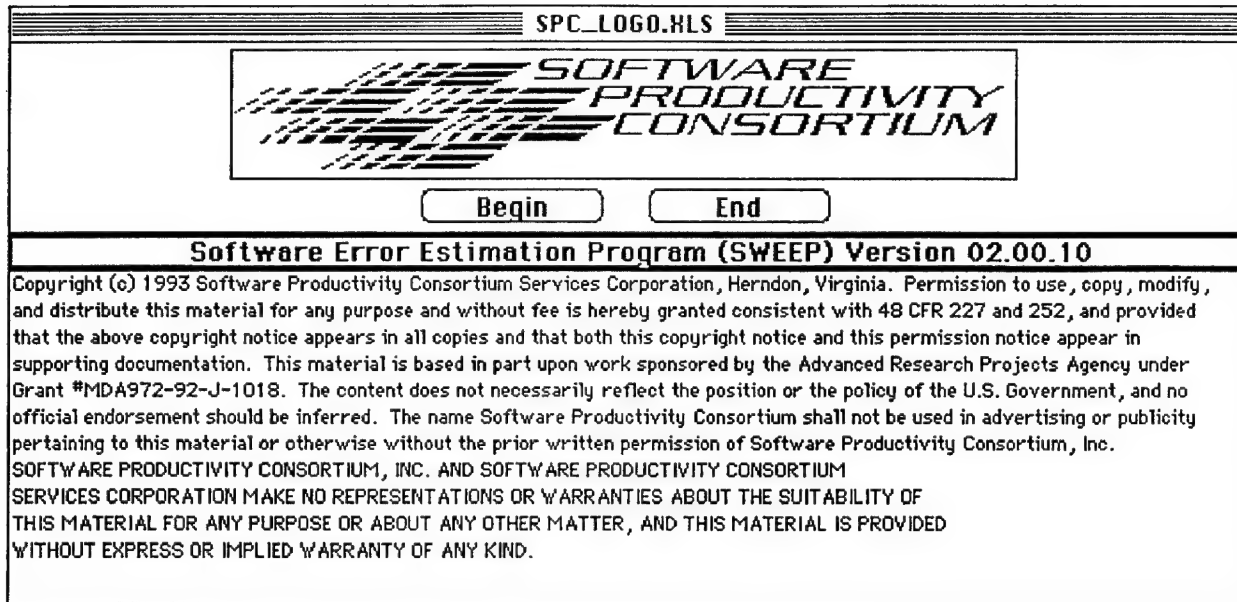 SPC_LOGO.XLS
SOFTWARE
PRODUCTIVITY
CONSORTIUM
Begin End
Software Error Estimation Program (SWEEP) Version 02.00.10
Copyright (c) 1993 Software Productivity Consortium Services Corporation, Herndon, Virginia. Permission to use, copy, modify,
and distribute this material for any purpose and without fee is hereby granted consistent with 48 CFR 227 and 252, and provided
that the above copyright notice appears in all copies and that both this copyright notice and this permission notice appear in
supporting documentation. This material is based in part upon work sponsored by the Advanced Research Projects Agency under
Grant #MDA972-92-J-1018. The content does not necessarily reflect the position or the policy of the U.S. Government, and no
official endorsement should be inferred. The name Software Productivity Consortium shall not be used in advertising or publicity
pertaining to this material or otherwise without the prior written permission of Software Productivity Consortium, Inc.
SOFTWARE PRODUCTIVITY CONSORTIUM, INC. AND SOFTWARE PRODUCTIVITY CONSORTIUM
SERVICES CORPORATION MAKE NO REPRESENTATIONS OR WARRANTIES ABOUT THE SUITABILITY OF
THIS MATERIAL FOR ANY PURPOSE OR ABOUT ANY OTHER MATTER, AND THIS MATERIAL IS PROVIDED
WITHOUT EXPRESS OR IMPLIED WARRANTY OF ANY KIND.